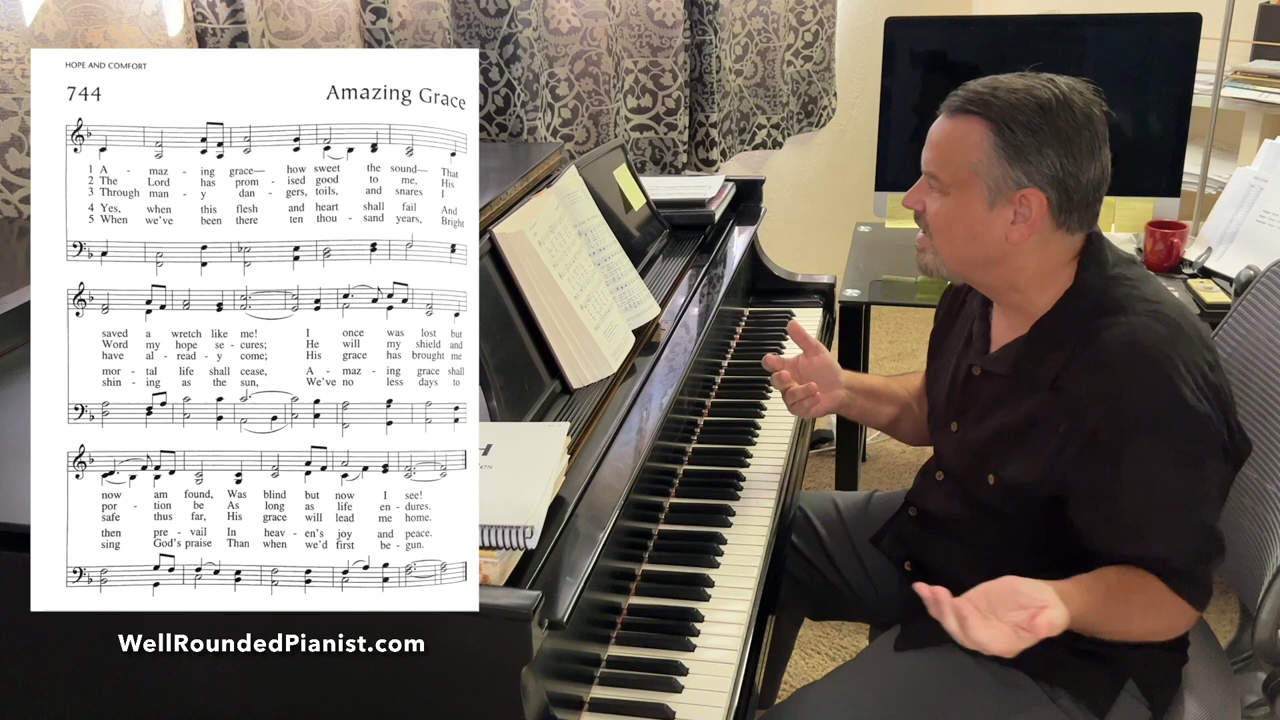 HOPE AND COMFORT
744
Amazing Grace
1 A - maz - ing grace— how sweet the sound— That
2 The Lord has prom - ised good to me, His
3 Through man - y dan - gers, toils, and snares I
4 Yes, when this flesh and heart shall fail And
5 When we've been there ten thou - sand years, Bright
saved a wretch like me! I once was lost but
Word my hope se - cures; He will my shield and
have al - read - y come; His grace has brought me
mor - tal life shall cease, A - maz - ing grace shall
shin - ing as the sun, We've no less days to
now am found, Was blind but now I see!
por - tion be As long as life en - dures.
safe thus far, His grace will lead me home.
then pre - vail In heav - en's joy and peace.
sing God's praise Than when we'd first be - gun.
WellRoundedPianist.com